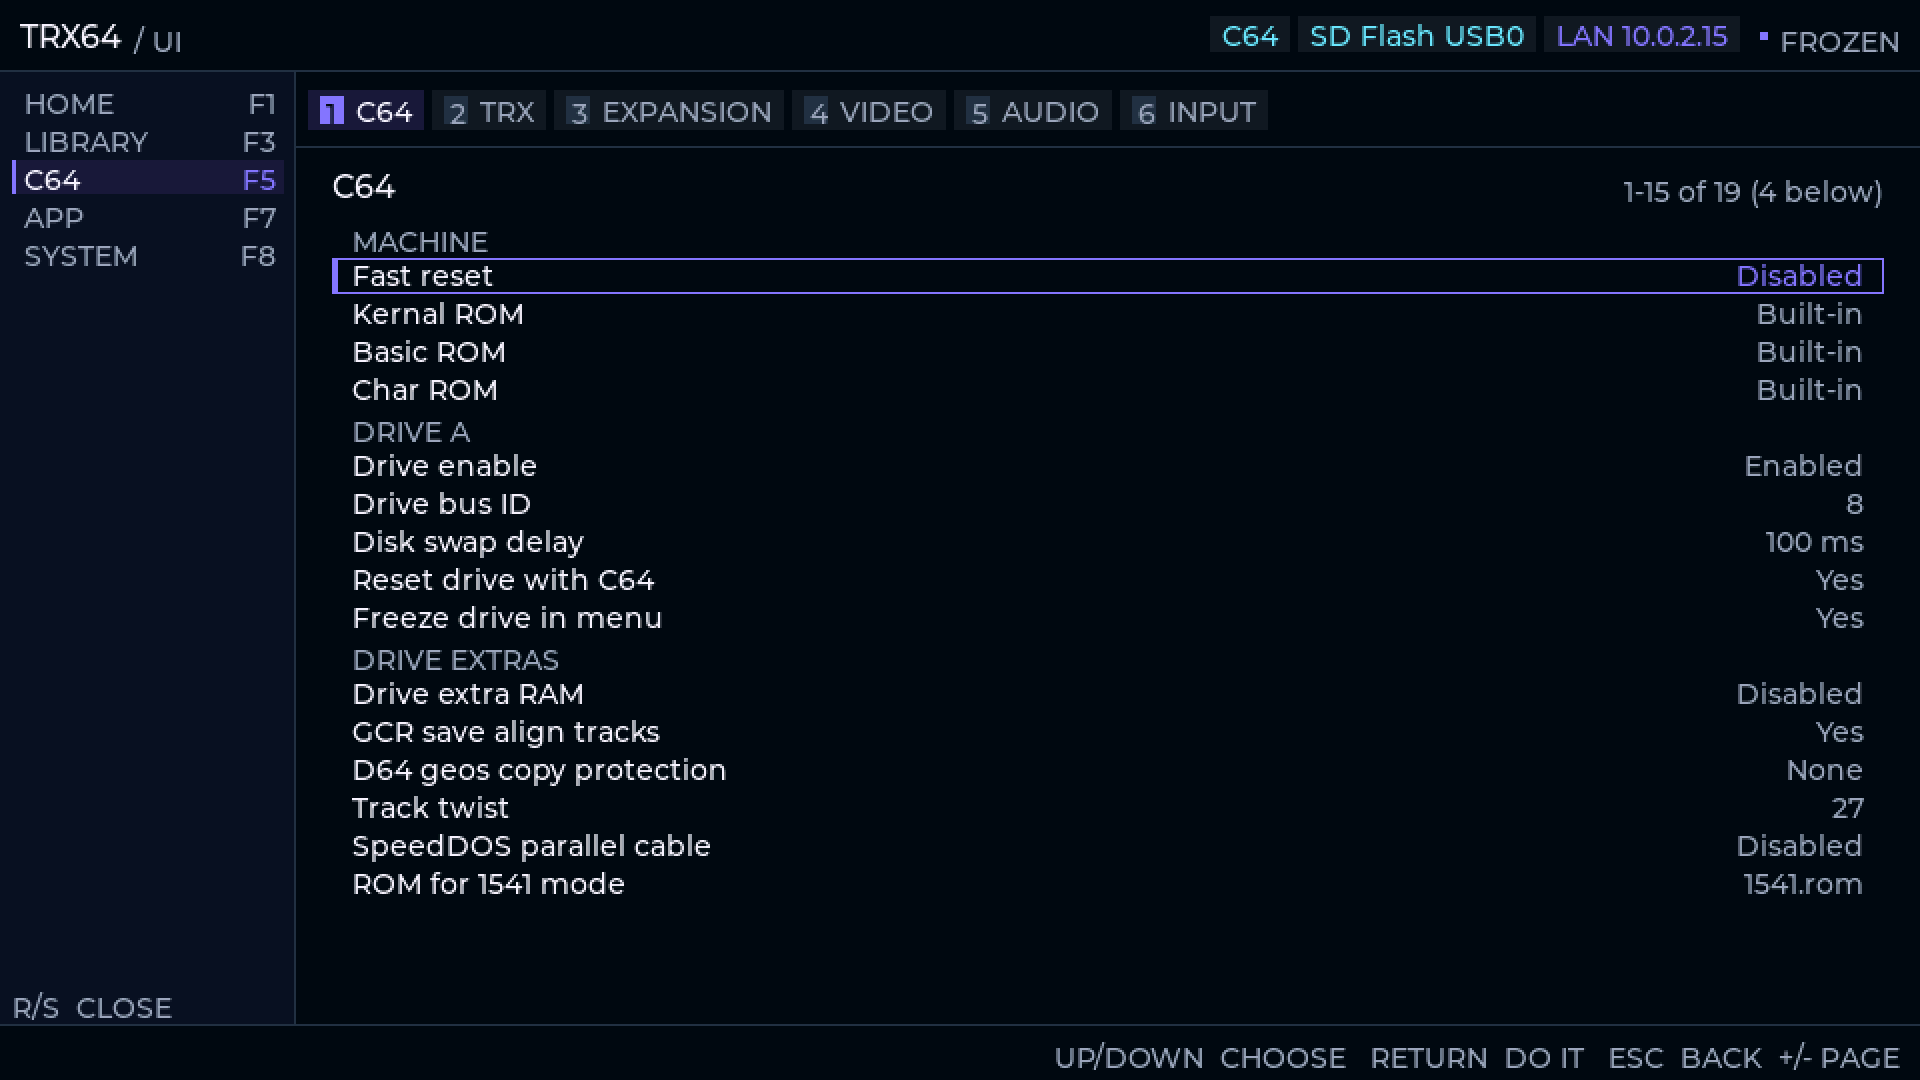 TRX64 / UI
C64 SD Flash USB0 LAN 10.0.2.15 FROZEN
HOME F1
LIBRARY F3
C64 F5
APP F7
SYSTEM F8
R/S CLOSE
1 C64 2 TRX 3 EXPANSION 4 VIDEO 5 AUDIO 6 INPUT
C64
1-15 of 19 (4 below)
MACHINE
Fast reset Disabled
Kernal ROM Built-in
Basic ROM Built-in
Char ROM Built-in
DRIVE A
Drive enable Enabled
Drive bus ID 8
Disk swap delay 100 ms
Reset drive with C64 Yes
Freeze drive in menu Yes
DRIVE EXTRAS
Drive extra RAM Disabled
GCR save align tracks Yes
D64 geos copy protection None
Track twist 27
SpeedDOS parallel cable Disabled
ROM for 1541 mode 1541.rom
UP/DOWN CHOOSE RETURN DO IT ESC BACK +/- PAGE